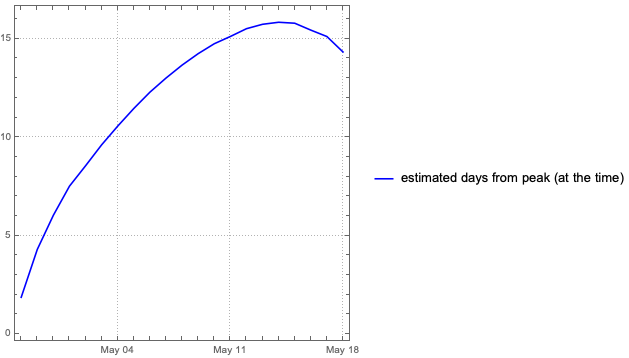 15
10
5
0
May 04
May 11
May 18
estimated days from peak (at the time)